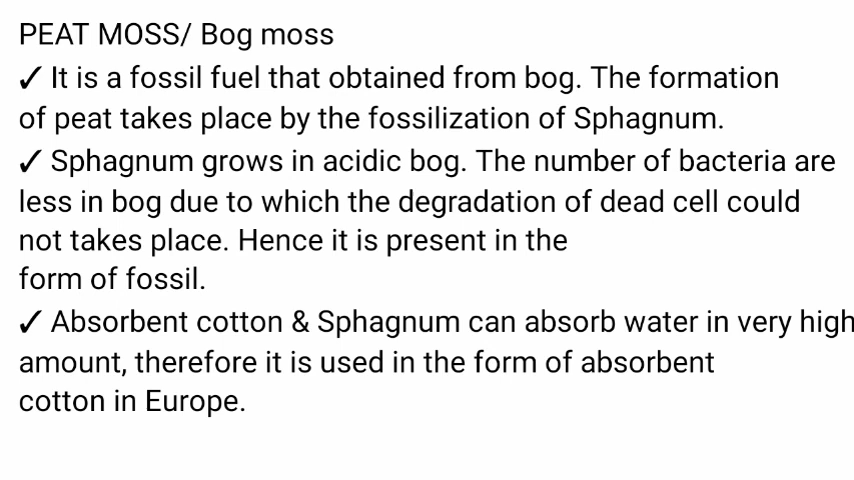 PEAT MOSS/ Bog moss
✓ It is a fossil fuel that obtained from bog. The formation
of peat takes place by the fossilization of Sphagnum.
✓ Sphagnum grows in acidic bog. The number of bacteria are
less in bog due to which the degradation of dead cell could
not takes place. Hence it is present in the
form of fossil.
✓ Absorbent cotton & Sphagnum can absorb water in very high
amount, therefore it is used in the form of absorbent
cotton in Europe.